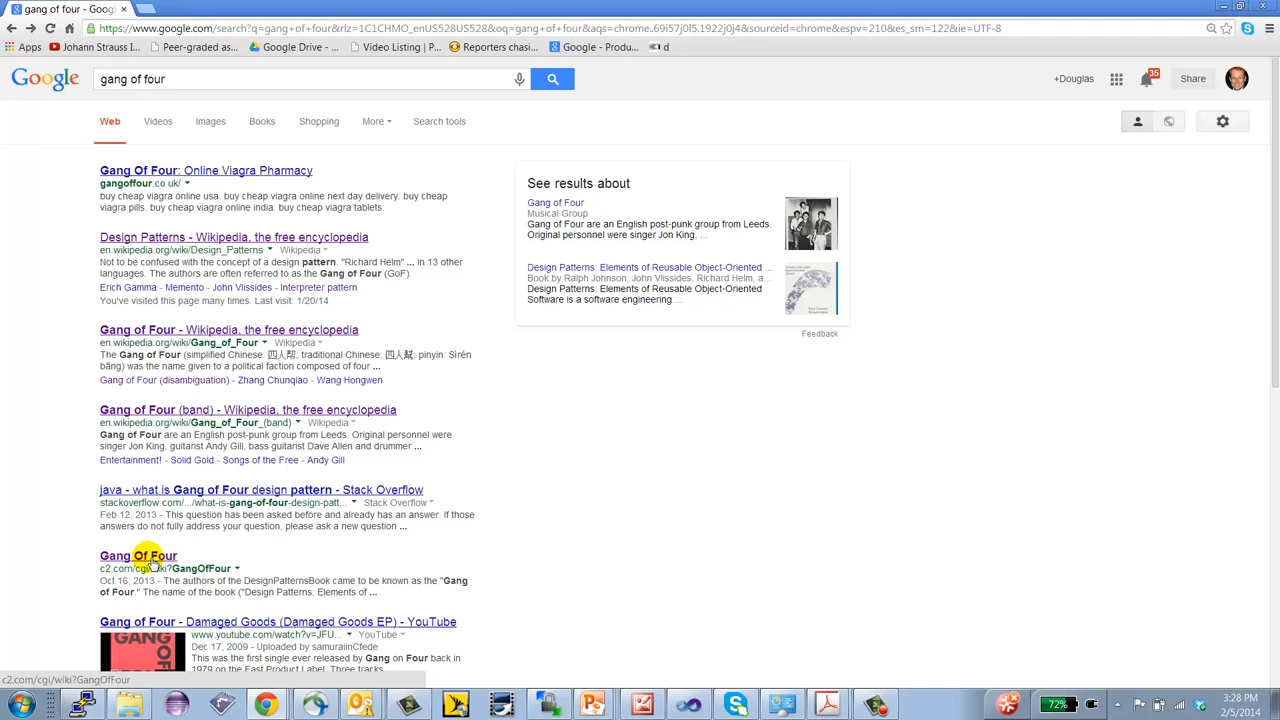 gang of four - Goog
https://www.google.com/search?q=gang+of+four&rlz=1C1CHMO_enUS528US528&oq=gang+of+four&aqs=chrome.69i57j0l5.1922j0j4&sourceid=chrome&espv=210&es_sm=122&ie=UTF-8
Apps Johann Strauss I... Peer-graded as... Google Drive - ... Video Listing | P... Reporters chasi... Google - Produ... d
Google gang of four +Douglas 35 Share
Web Videos Images Books Shopping More Search tools
Gang Of Four: Online Viagra Pharmacy
gangoffour.co.uk/
buy cheap viagra online usa. buy cheap viagra online next day delivery. buy cheap
viagra pills. buy cheap viagra online india. buy cheap viagra tablets.
Design Patterns - Wikipedia, the free encyclopedia
en.wikipedia.org/wiki/Design_Patterns Wikipedia
Not to be confused with the concept of a design pattern. "Richard Helm" ... in 13 other
languages. The authors are often referred to as the Gang of Four (GoF).
Erich Gamma - Memento - John Vlissides - Interpreter pattern
You've visited this page many times. Last visit: 1/20/14
Gang of Four - Wikipedia, the free encyclopedia
en.wikipedia.org/wiki/Gang_of_Four Wikipedia
The Gang of Four (simplified Chinese: 四人帮; traditional Chinese: 四人幫; pinyin: Sìrén
bāng) was the name given to a political faction composed of four ...
Gang of Four (disambiguation) - Zhang Chunqiao - Wang Hongwen
Gang of Four (band) - Wikipedia, the free encyclopedia
en.wikipedia.org/wiki/Gang_of_Four_(band) Wikipedia
Gang of Four are an English post-punk group from Leeds. Original personnel were
singer Jon King, guitarist Andy Gill, bass guitarist Dave Allen and drummer ...
Entertainment! - Solid Gold - Songs of the Free - Andy Gill
java - what is Gang of Four design pattern - Stack Overflow
stackoverflow.com/.../what-is-gang-of-four-design-patt... Stack Overflow
Feb 12, 2013 - This question has been asked before and already has an answer. If those
answers do not fully address your question, please ask a new question ...
Gang Of Four
c2.com/cgi/wiki?GangOfFour
Oct 16, 2013 - The authors of the DesignPatternsBook came to be known as the "Gang
of Four." The name of the book ("Design Patterns: Elements of ...
Gang of Four - Damaged Goods (Damaged Goods EP) - YouTube
www.youtube.com/watch?v=JFU... YouTube
Dec 17, 2009 - Uploaded by samuraiinCfede
This was the first single ever released by Gang on Four back in
1979 on the East Product Label. Three tracks
GANG
OF
See results about
Gang of Four
Musical Group
Gang of Four are an English post-punk group from Leeds.
Original personnel were singer Jon King, ...
Design Patterns: Elements of Reusable Object-Oriented ...
Book by Ralph Johnson, John Vlissides, Richard Helm, a...
Design Patterns: Elements of Reusable Object-Oriented
Software is a software engineering ...
Feedback
c2.com/cgi/wiki?GangOfFour
72% 3:28 PM
2/5/2014